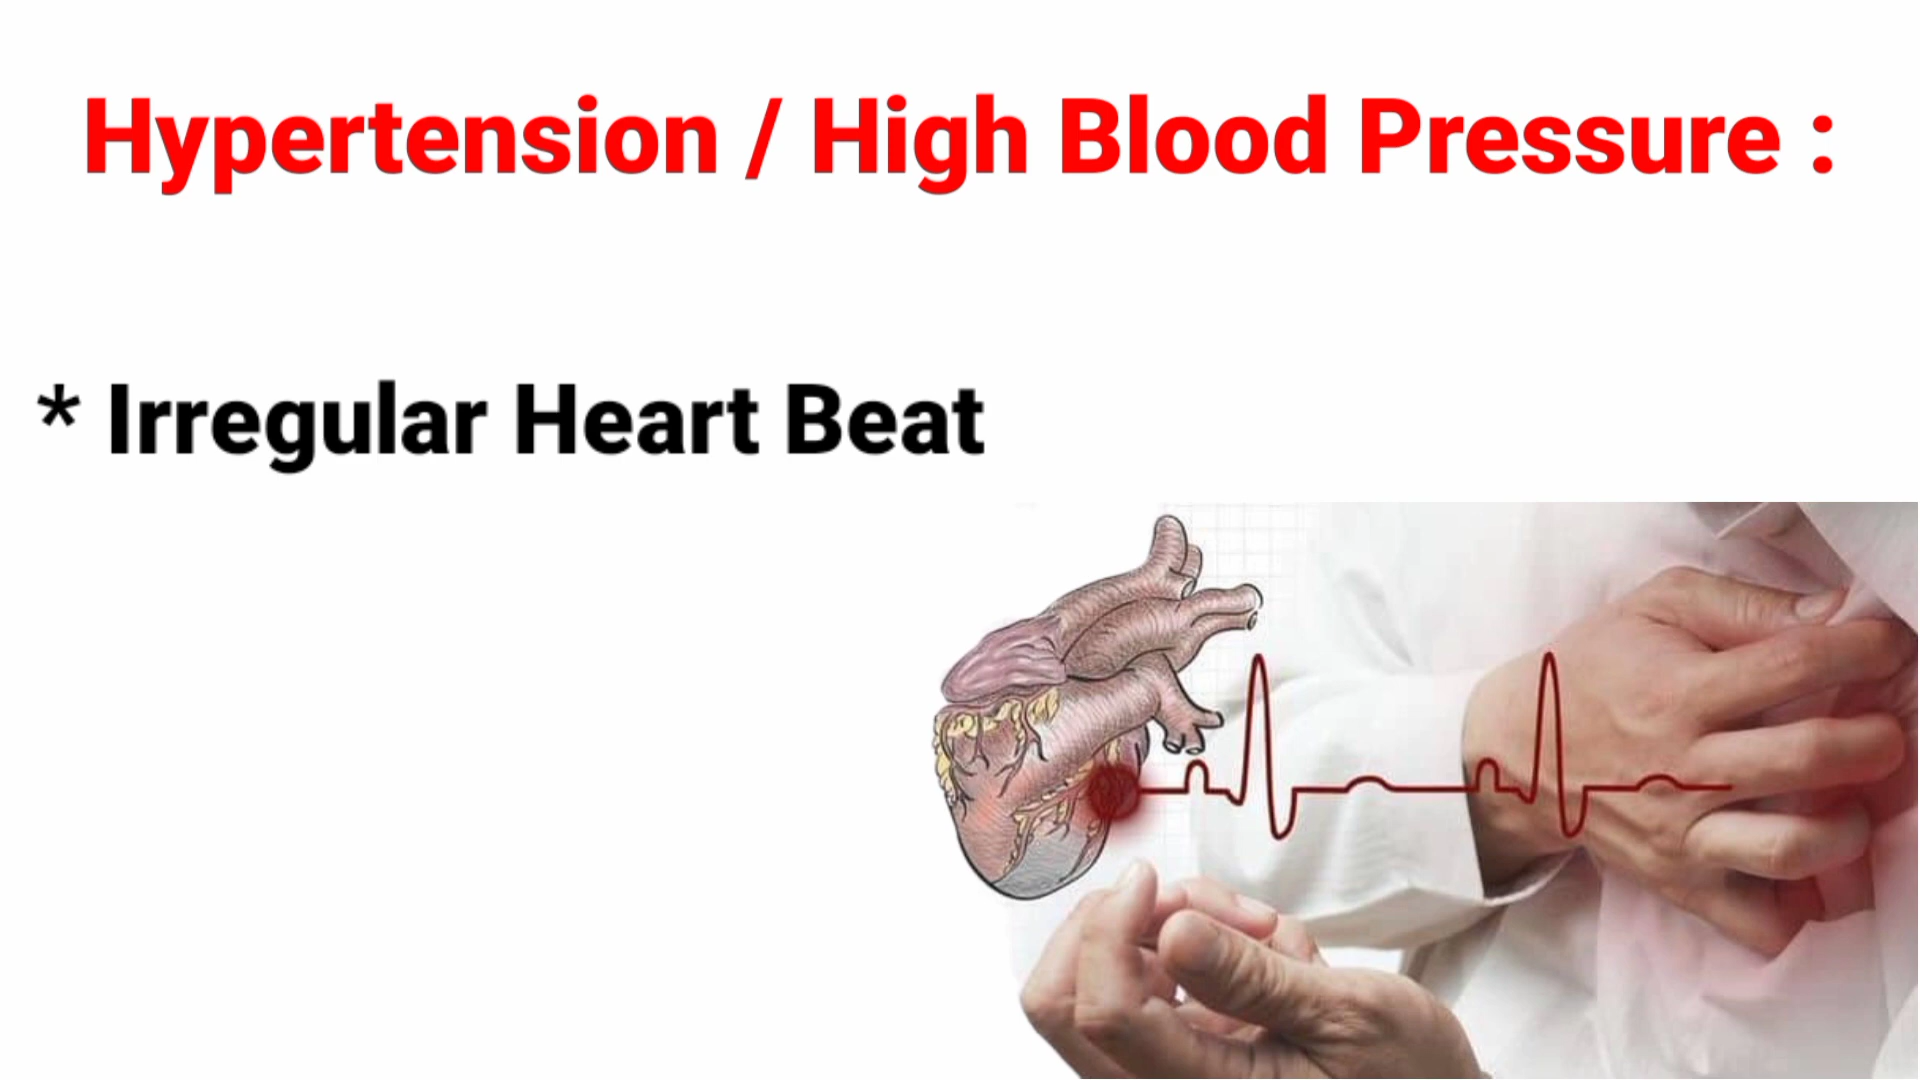 Hypertension / High Blood Pressure :
* Irregular Heart Beat